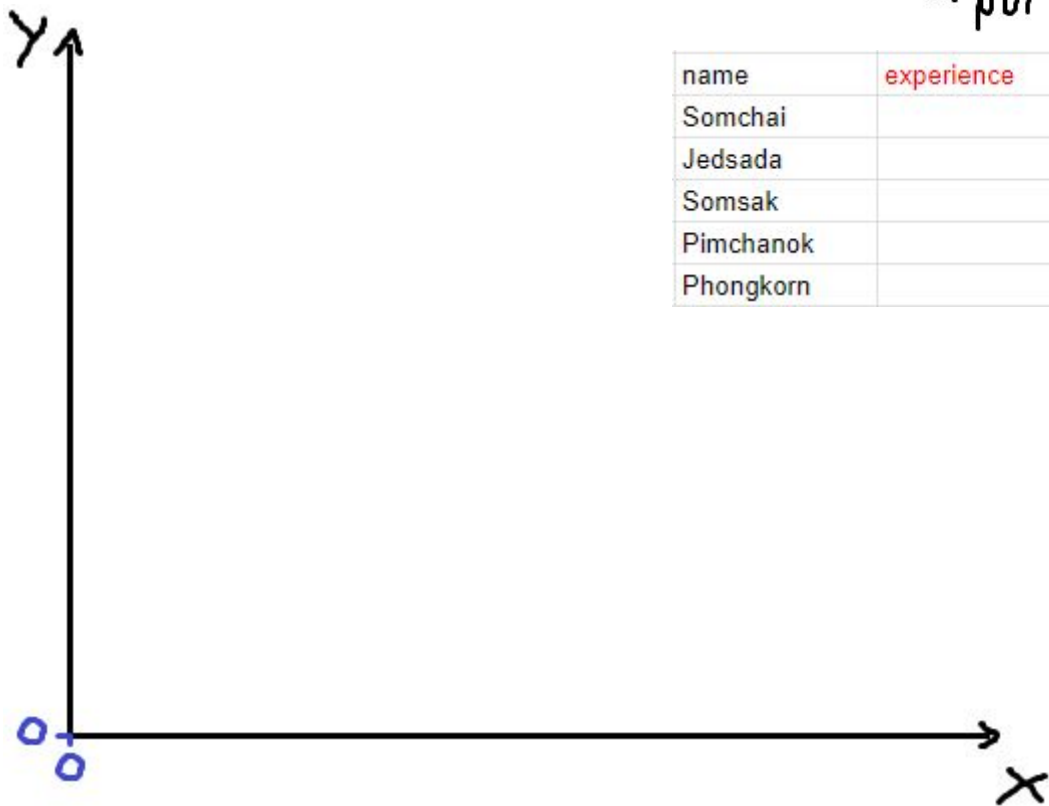 Y
name experience
Somchai
Jedsada
Somsak
Pimchanok
Phongkorn
0
0
X